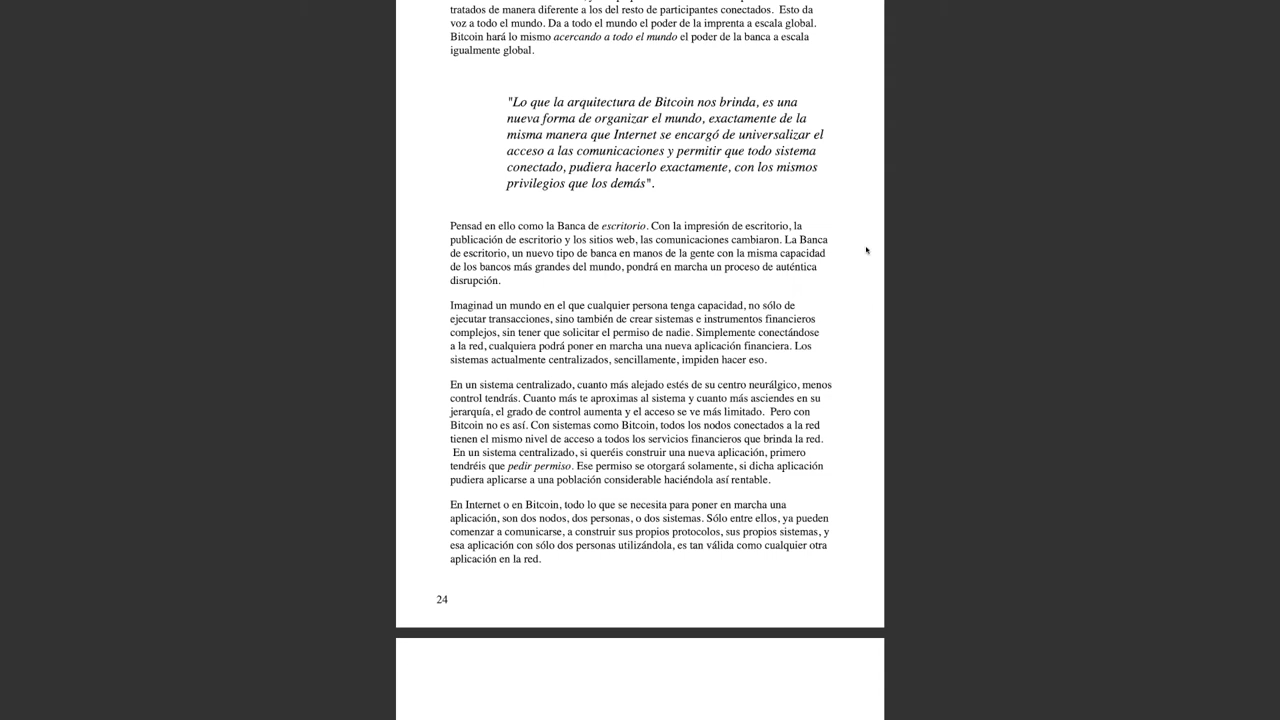 tratados de manera diferente a los del resto de participantes conectados.  Esto da
voz a todo el mundo. Da a todo el mundo el poder de la imprenta a escala global.
Bitcoin hará lo mismo acercando a todo el mundo el poder de la banca a escala
igualmente global.
"Lo que la arquitectura de Bitcoin nos brinda, es una
nueva forma de organizar el mundo, exactamente de la
misma manera que Internet se encargó de universalizar el
acceso a las comunicaciones y permitir que todo sistema
conectado, pudiera hacerlo exactamente, con los mismos
privilegios que los demás".
Pensad en ello como la Banca de escritorio. Con la impresión de escritorio, la
publicación de escritorio y los sitios web, las comunicaciones cambiaron. La Banca
de escritorio, un nuevo tipo de banca en manos de la gente con la misma capacidad
de los bancos más grandes del mundo, pondrá en marcha un proceso de auténtica
disrupción.
Imaginad un mundo en el que cualquier persona tenga capacidad, no sólo de
ejecutar transacciones, sino también de crear sistemas e instrumentos financieros
complejos, sin tener que solicitar el permiso de nadie. Simplemente conectándose
a la red, cualquiera podrá poner en marcha una nueva aplicación financiera. Los
sistemas actualmente centralizados, sencillamente, impiden hacer eso.
En un sistema centralizado, cuanto más alejado estés de su centro neurálgico, menos
control tendrás. Cuanto más te aproximas al sistema y cuanto más asciendes en su
jerarquía, el grado de control aumenta y el acceso se ve más limitado.  Pero con
Bitcoin no es así. Con sistemas como Bitcoin, todos los nodos conectados a la red
tienen el mismo nivel de acceso a todos los servicios financieros que brinda la red.
En un sistema centralizado, si queréis construir una nueva aplicación, primero
tendréis que pedir permiso. Ese permiso se otorgará solamente, si dicha aplicación
pudiera aplicarse a una población considerable haciéndola así rentable.
En Internet o en Bitcoin, todo lo que se necesita para poner en marcha una
aplicación, son dos nodos, dos personas, o dos sistemas. Sólo entre ellos, ya pueden
comenzar a comunicarse, a construir sus propios protocolos, sus propios sistemas, y
esa aplicación con sólo dos personas utilizándola, es tan válida como cualquier otra
aplicación en la red.
24